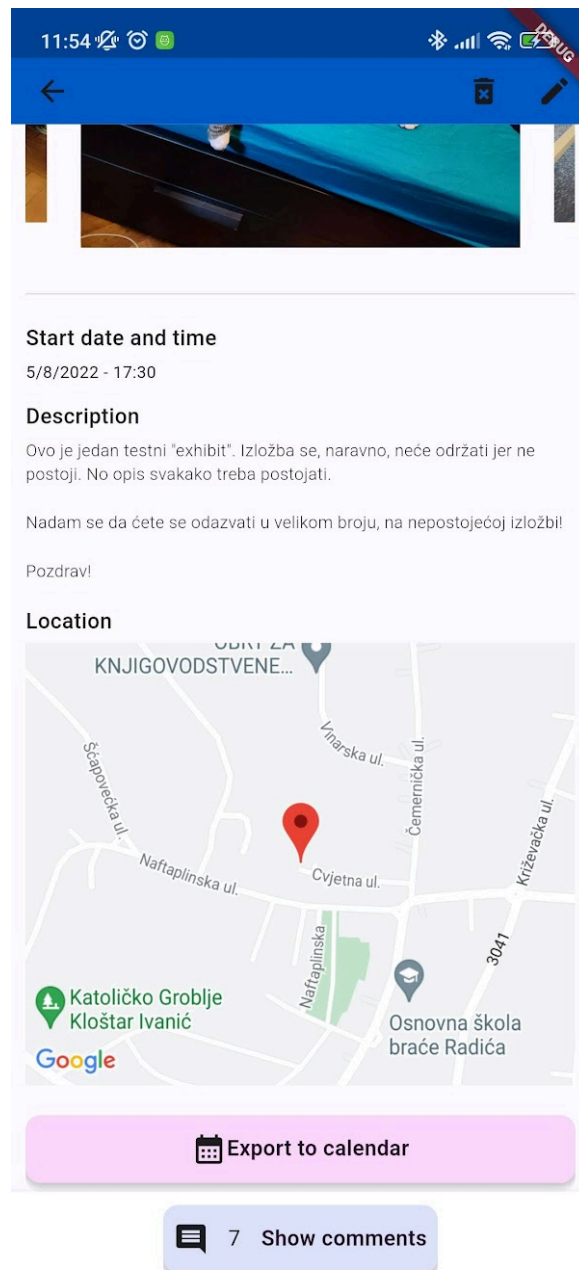 11:54
DEBUG
Start date and time
5/8/2022 - 17:30
Description
Ovo je jedan testni "exhibit". Izložba se, naravno, neće održati jer ne
postoji. No opis svakako treba postojati.
Nadam se da ćete se odazvati u velikom broju, na nepostojećoj izložbi!
Pozdrav!
Location
KNJIGOVODSTVENE...
Vinarska ul.
Šćapovečka ul.
Čemernička ul.
Križevačka ul.
Naftaplinska ul.
Cvjetna ul.
Naftaplinska
3041
Katoličko Groblje
Kloštar Ivanić
Osnovna škola
braće Radića
Google
Export to calendar
7 Show comments